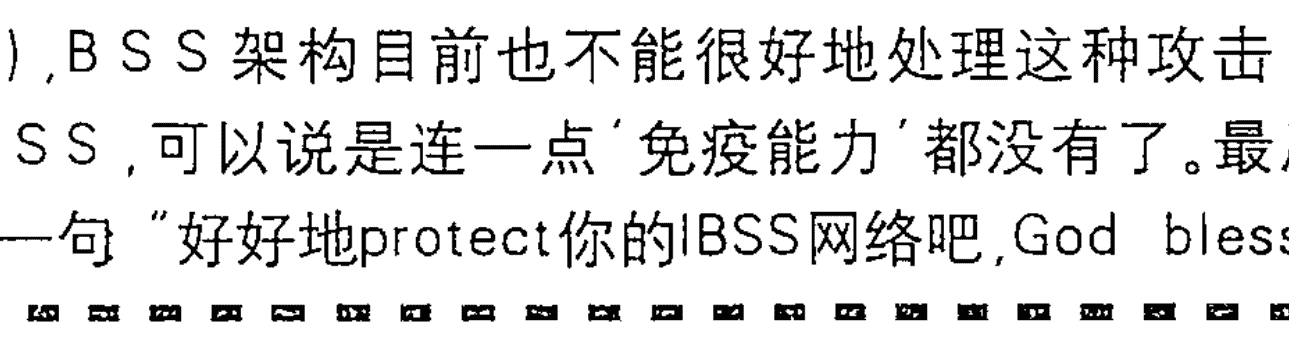 ),BSS架构目前也不能很好地处理这种攻击
SS,可以说是连一点'免疫能力'都没有了。最
一句“好好地protect你的IBSS网络吧,God bless